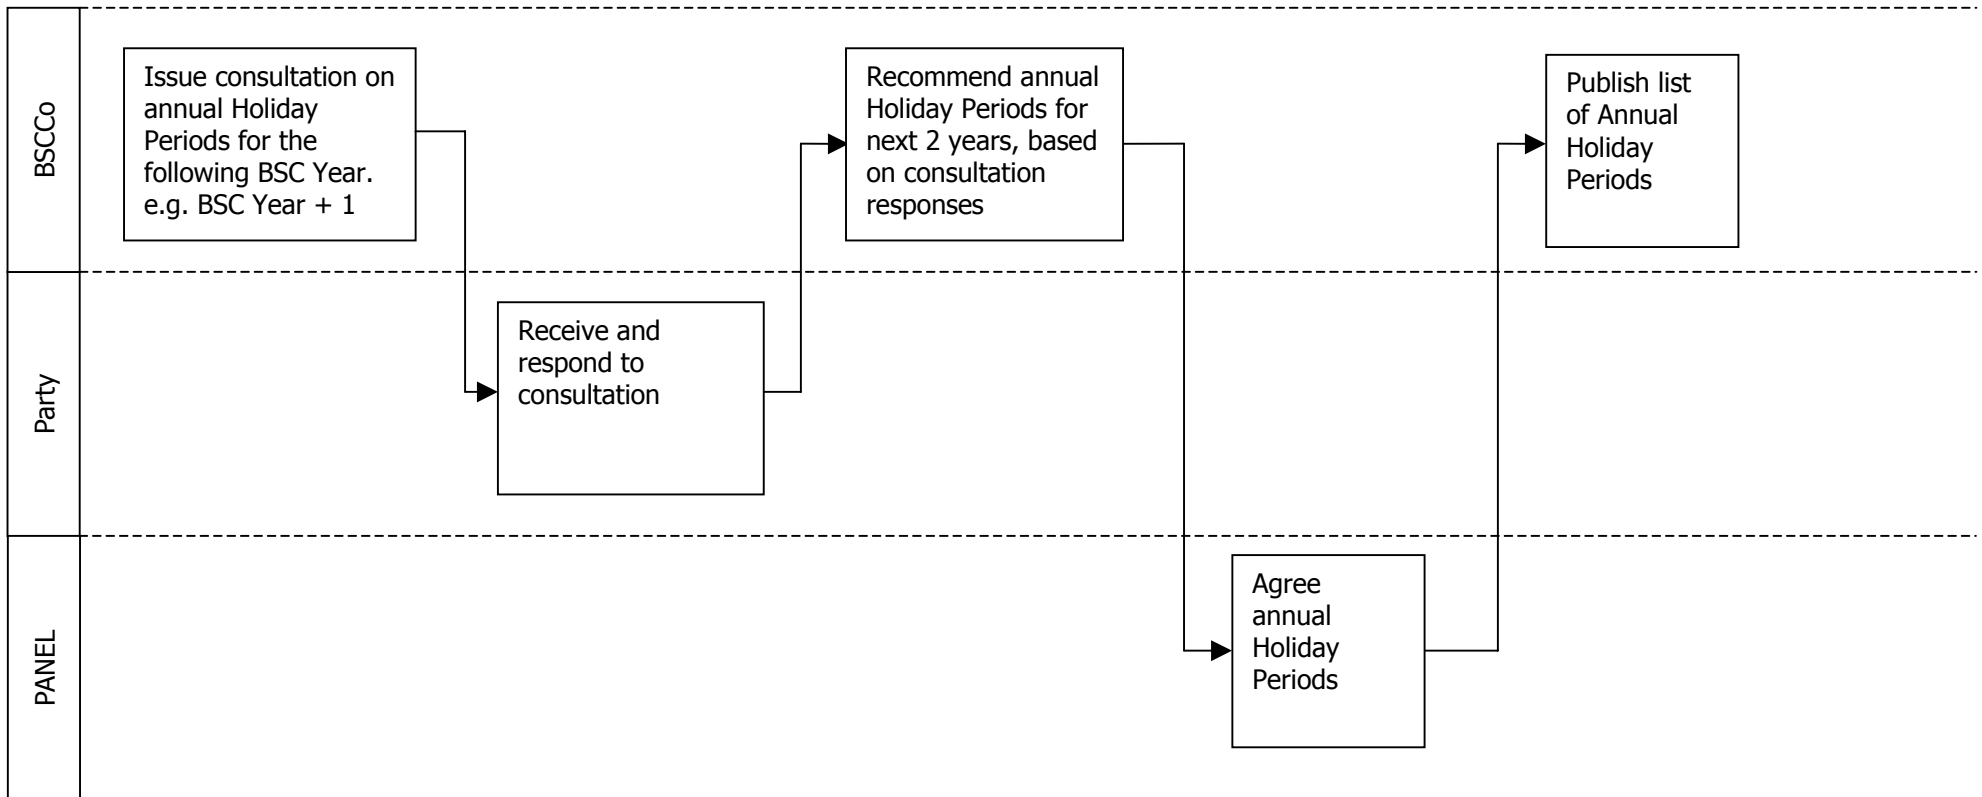 BSCCo
Issue consultation on
annual Holiday
Periods for the
following BSC Year.
e.g. BSC Year + 1
Recommend annual
Holiday Periods for
next 2 years, based
on consultation
responses
Publish list
of Annual
Holiday
Periods
Party
Receive and
respond to
consultation
PANEL
Agree
annual
Holiday
Periods